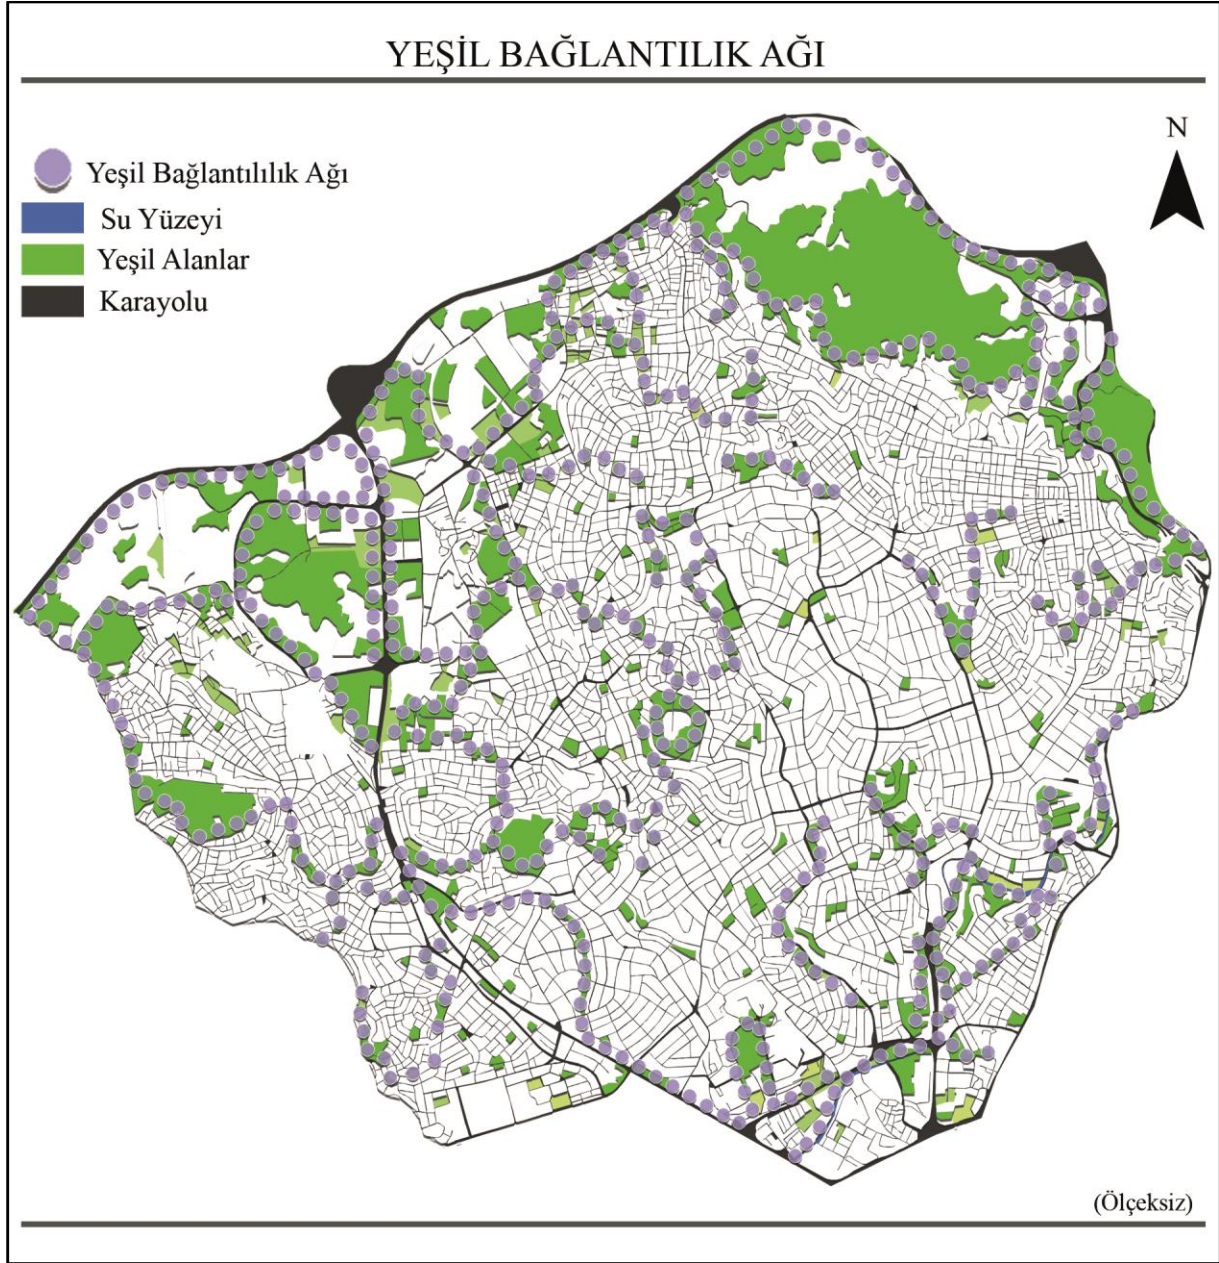 YEŞİL BAĞLANTILIK AĞI
N
Yeşil Bağlantılılık Ağı
Su Yüzeyi
Yeşil Alanlar
Karayolu
(Ölçeksiz)